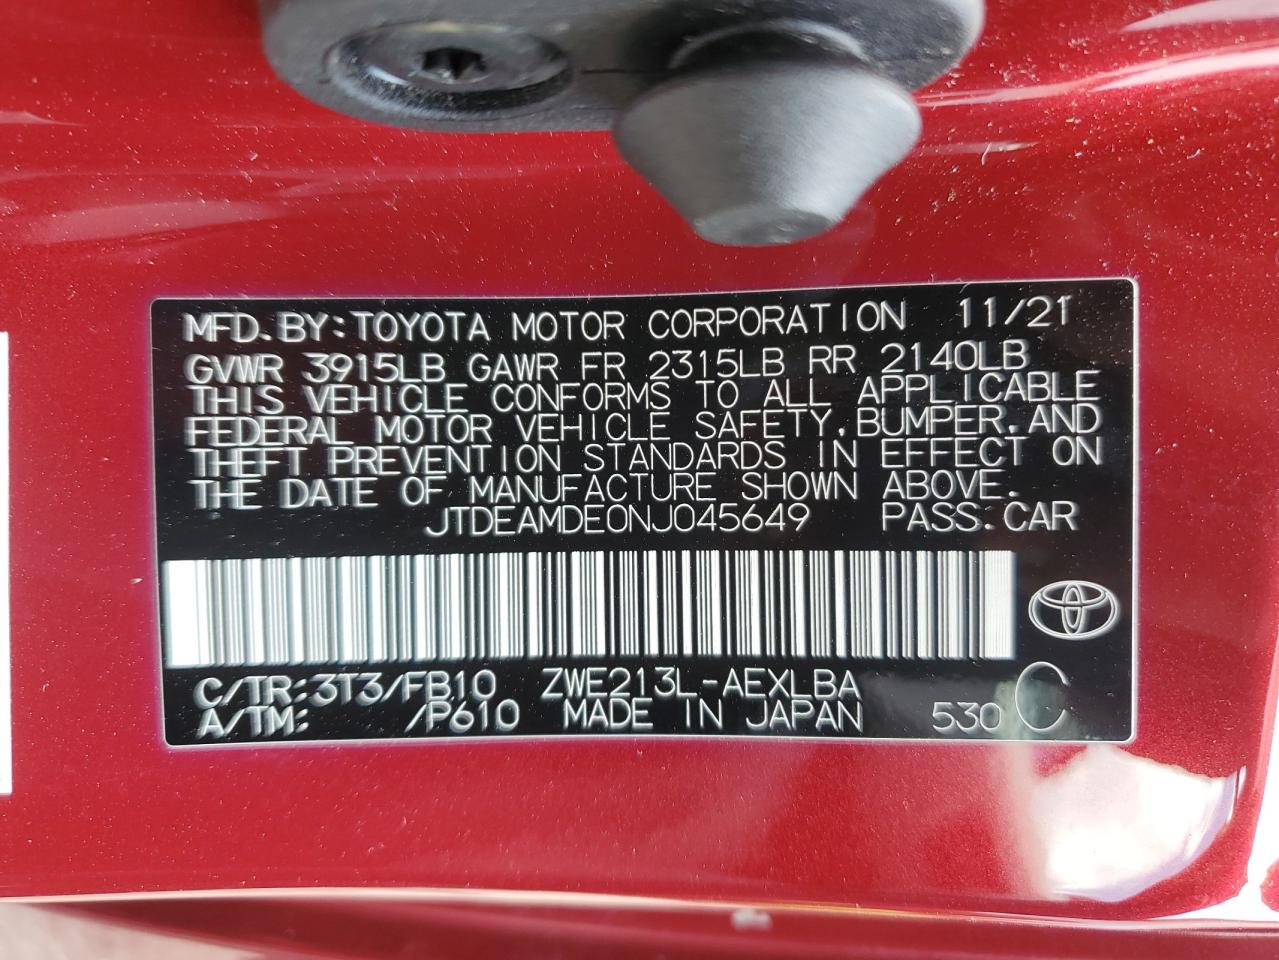 MFD.BY:TOYOTA MOTOR CORPORATION 11/21
GVWR 3915LB GAWR FR 2315LB RR 2140LB
THIS VEHICLE CONFORMS TO ALL APPLICABLE
FEDERAL MOTOR VEHICLE SAFETY,BUMPER,AND
THEFT PREVENTION STANDARDS IN EFFECT ON
THE DATE OF MANUFACTURE SHOWN ABOVE.
JTDEAMDE0NJ045649 PASS.CAR
C/TR:3T3/FB10 ZWE213L-AEXLBA
A/TM: /P610 MADE IN JAPAN 530 C